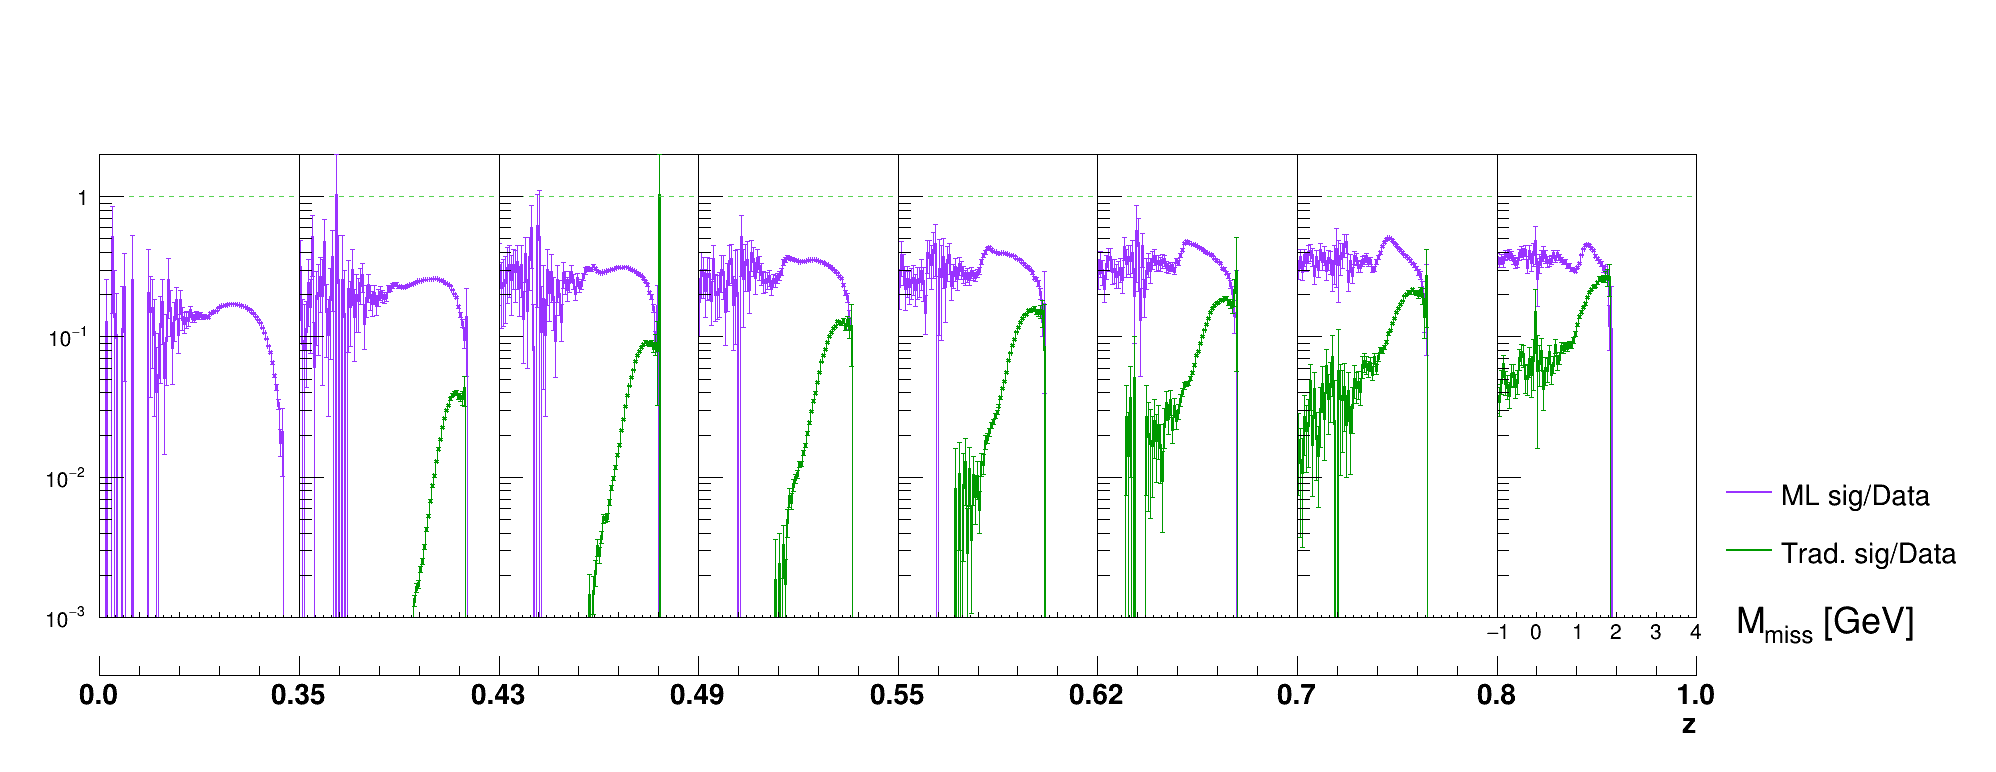 1
10⁻¹
10⁻²
10⁻³
ML sig/Data
Trad. sig/Data
−1 0 1 2 3 4
M_miss [GeV]
0.0 0.35 0.43 0.49 0.55 0.62 0.7 0.8 1.0
z